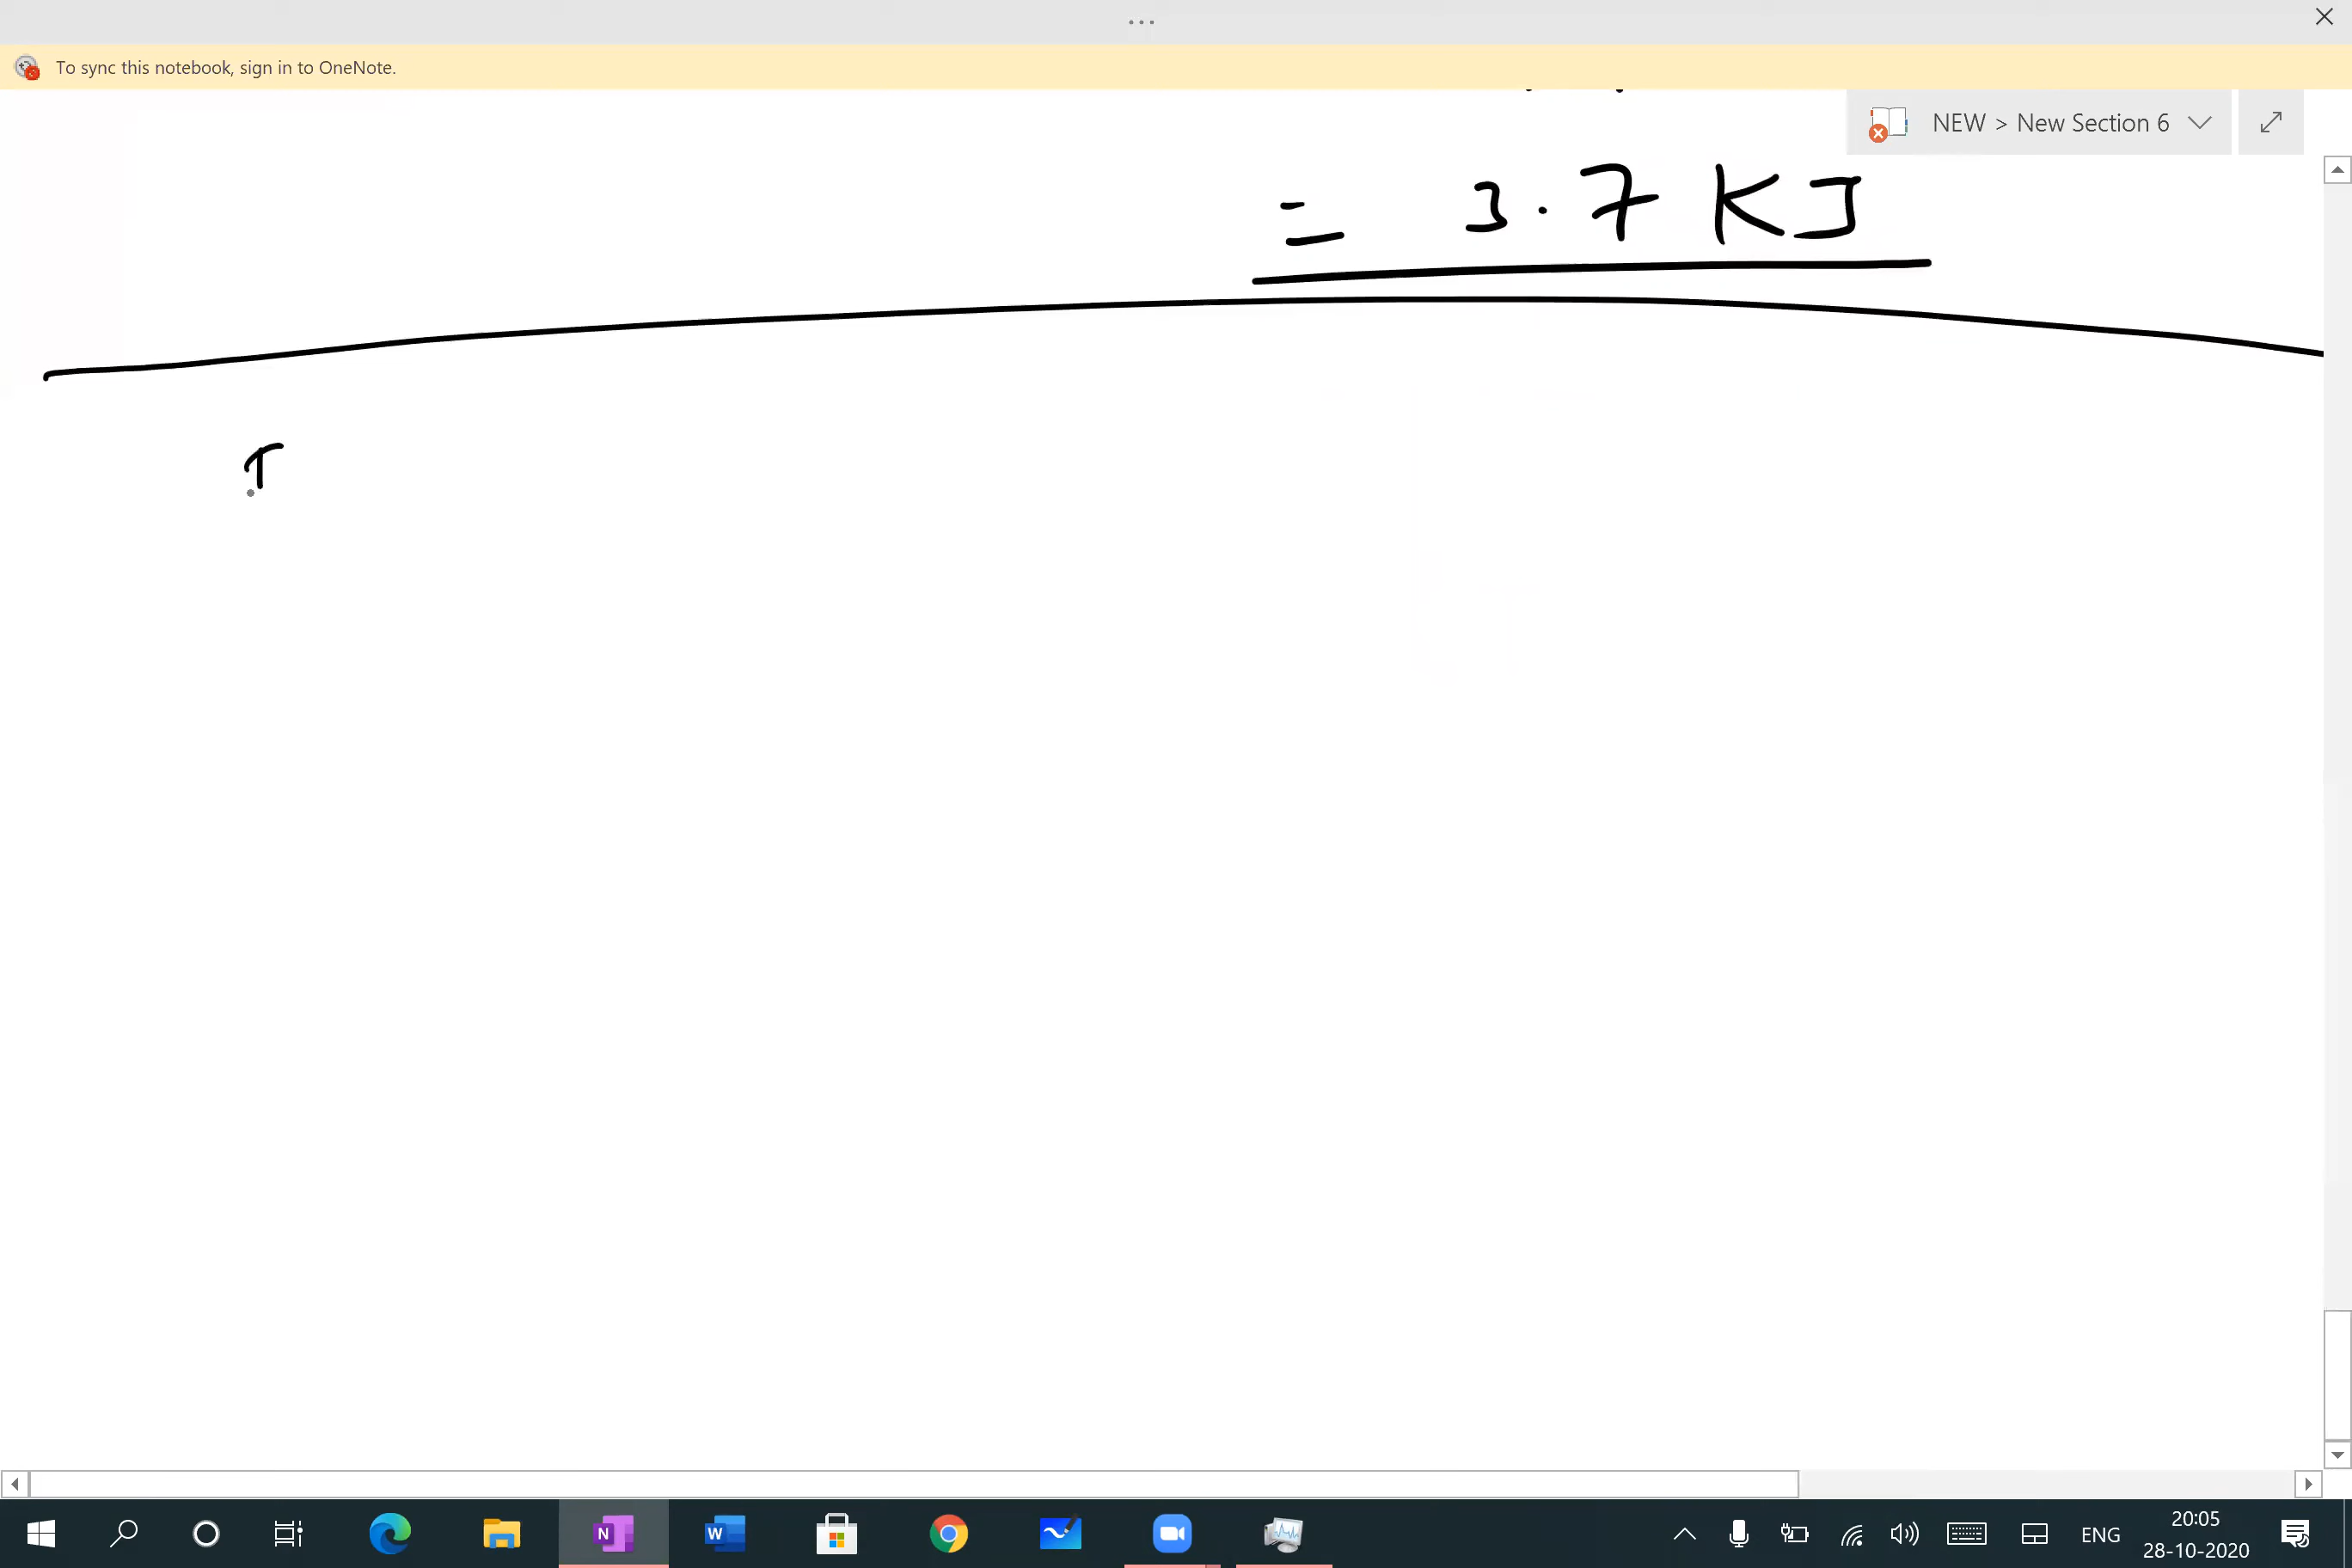 To sync this notebook, sign in to OneNote.
NEW > New Section 6
= 3.7 KJ
T
ENG
20:05
28-10-2020